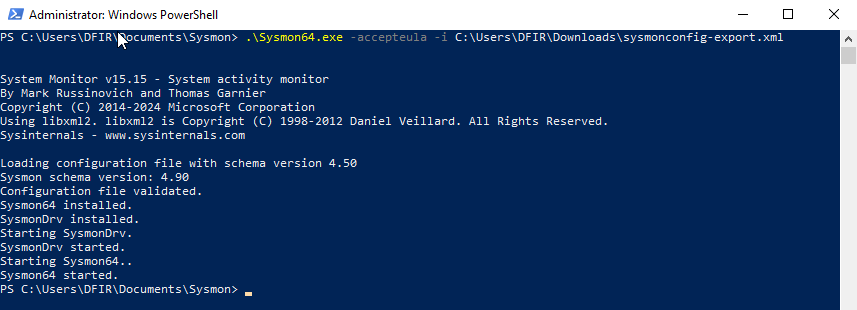 Administrator: Windows PowerShell
PS C:\Users\DFIR\Documents\Sysmon> .\Sysmon64.exe -accepteula -i C:\Users\DFIR\Downloads\sysmonconfig-export.xml
System Monitor v15.15 - System activity monitor
By Mark Russinovich and Thomas Garnier
Copyright (C) 2014-2024 Microsoft Corporation
Using libxml2. libxml2 is Copyright (C) 1998-2012 Daniel Veillard. All Rights Reserved.
Sysinternals - www.sysinternals.com
Loading configuration file with schema version 4.50
Sysmon schema version: 4.90
Configuration file validated.
Sysmon64 installed.
SysmonDrv installed.
Starting SysmonDrv.
SysmonDrv started.
Starting Sysmon64..
Sysmon64 started.
PS C:\Users\DFIR\Documents\Sysmon>